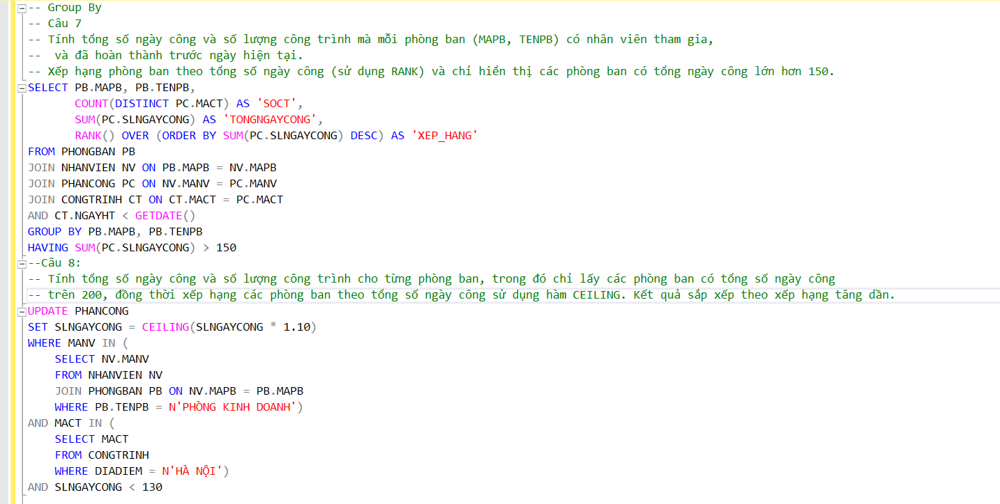 -- Group By
-- Câu 7
-- Tính tổng số ngày công và số lượng công trình mà mỗi phòng ban (MAPB, TENPB) có nhân viên tham gia,
--  và đã hoàn thành trước ngày hiện tại.
-- Xếp hạng phòng ban theo tổng số ngày công (sử dụng RANK) và chỉ hiển thị các phòng ban có tổng ngày công lớn hơn 150.
SELECT PB.MAPB, PB.TENPB,
       COUNT(DISTINCT PC.MACT) AS 'SOCT',
       SUM(PC.SLNGAYCONG) AS 'TONGNGAYCONG',
       RANK() OVER (ORDER BY SUM(PC.SLNGAYCONG) DESC) AS 'XEP_HANG'
FROM PHONGBAN PB
JOIN NHANVIEN NV ON PB.MAPB = NV.MAPB
JOIN PHANCONG PC ON NV.MANV = PC.MANV
JOIN CONGTRINH CT ON CT.MACT = PC.MACT
AND CT.NGAYHT < GETDATE()
GROUP BY PB.MAPB, PB.TENPB
HAVING SUM(PC.SLNGAYCONG) > 150
--Câu 8:
-- Tính tổng số ngày công và số lượng công trình cho từng phòng ban, trong đó chỉ lấy các phòng ban có tổng số ngày công
-- trên 200, đồng thời xếp hạng các phòng ban theo tổng số ngày công sử dụng hàm CEILING. Kết quả sắp xếp theo xếp hạng tăng dần.
UPDATE PHANCONG
SET SLNGAYCONG = CEILING(SLNGAYCONG * 1.10)
WHERE MANV IN (
    SELECT NV.MANV
    FROM NHANVIEN NV
    JOIN PHONGBAN PB ON NV.MAPB = PB.MAPB
    WHERE PB.TENPB = N'PHÒNG KINH DOANH')
AND MACT IN (
    SELECT MACT
    FROM CONGTRINH
    WHERE DIADIEM = N'HÀ NỘI')
AND SLNGAYCONG < 130